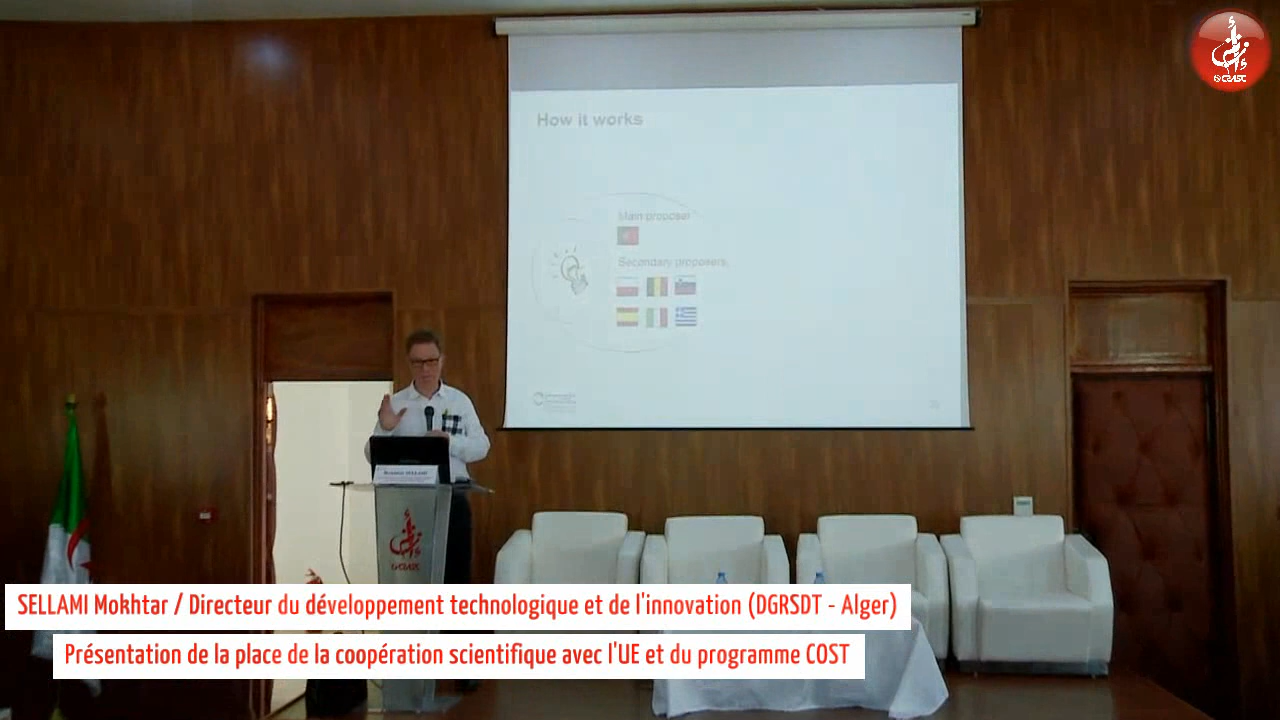 How it works
Main proposer
Secondary proposers
SELLAMI Mokhtar / Directeur du développement technologique et de l'innovation (DGRSDT - Alger)
Présentation de la place de la coopération scientifique avec l'UE et du programme COST